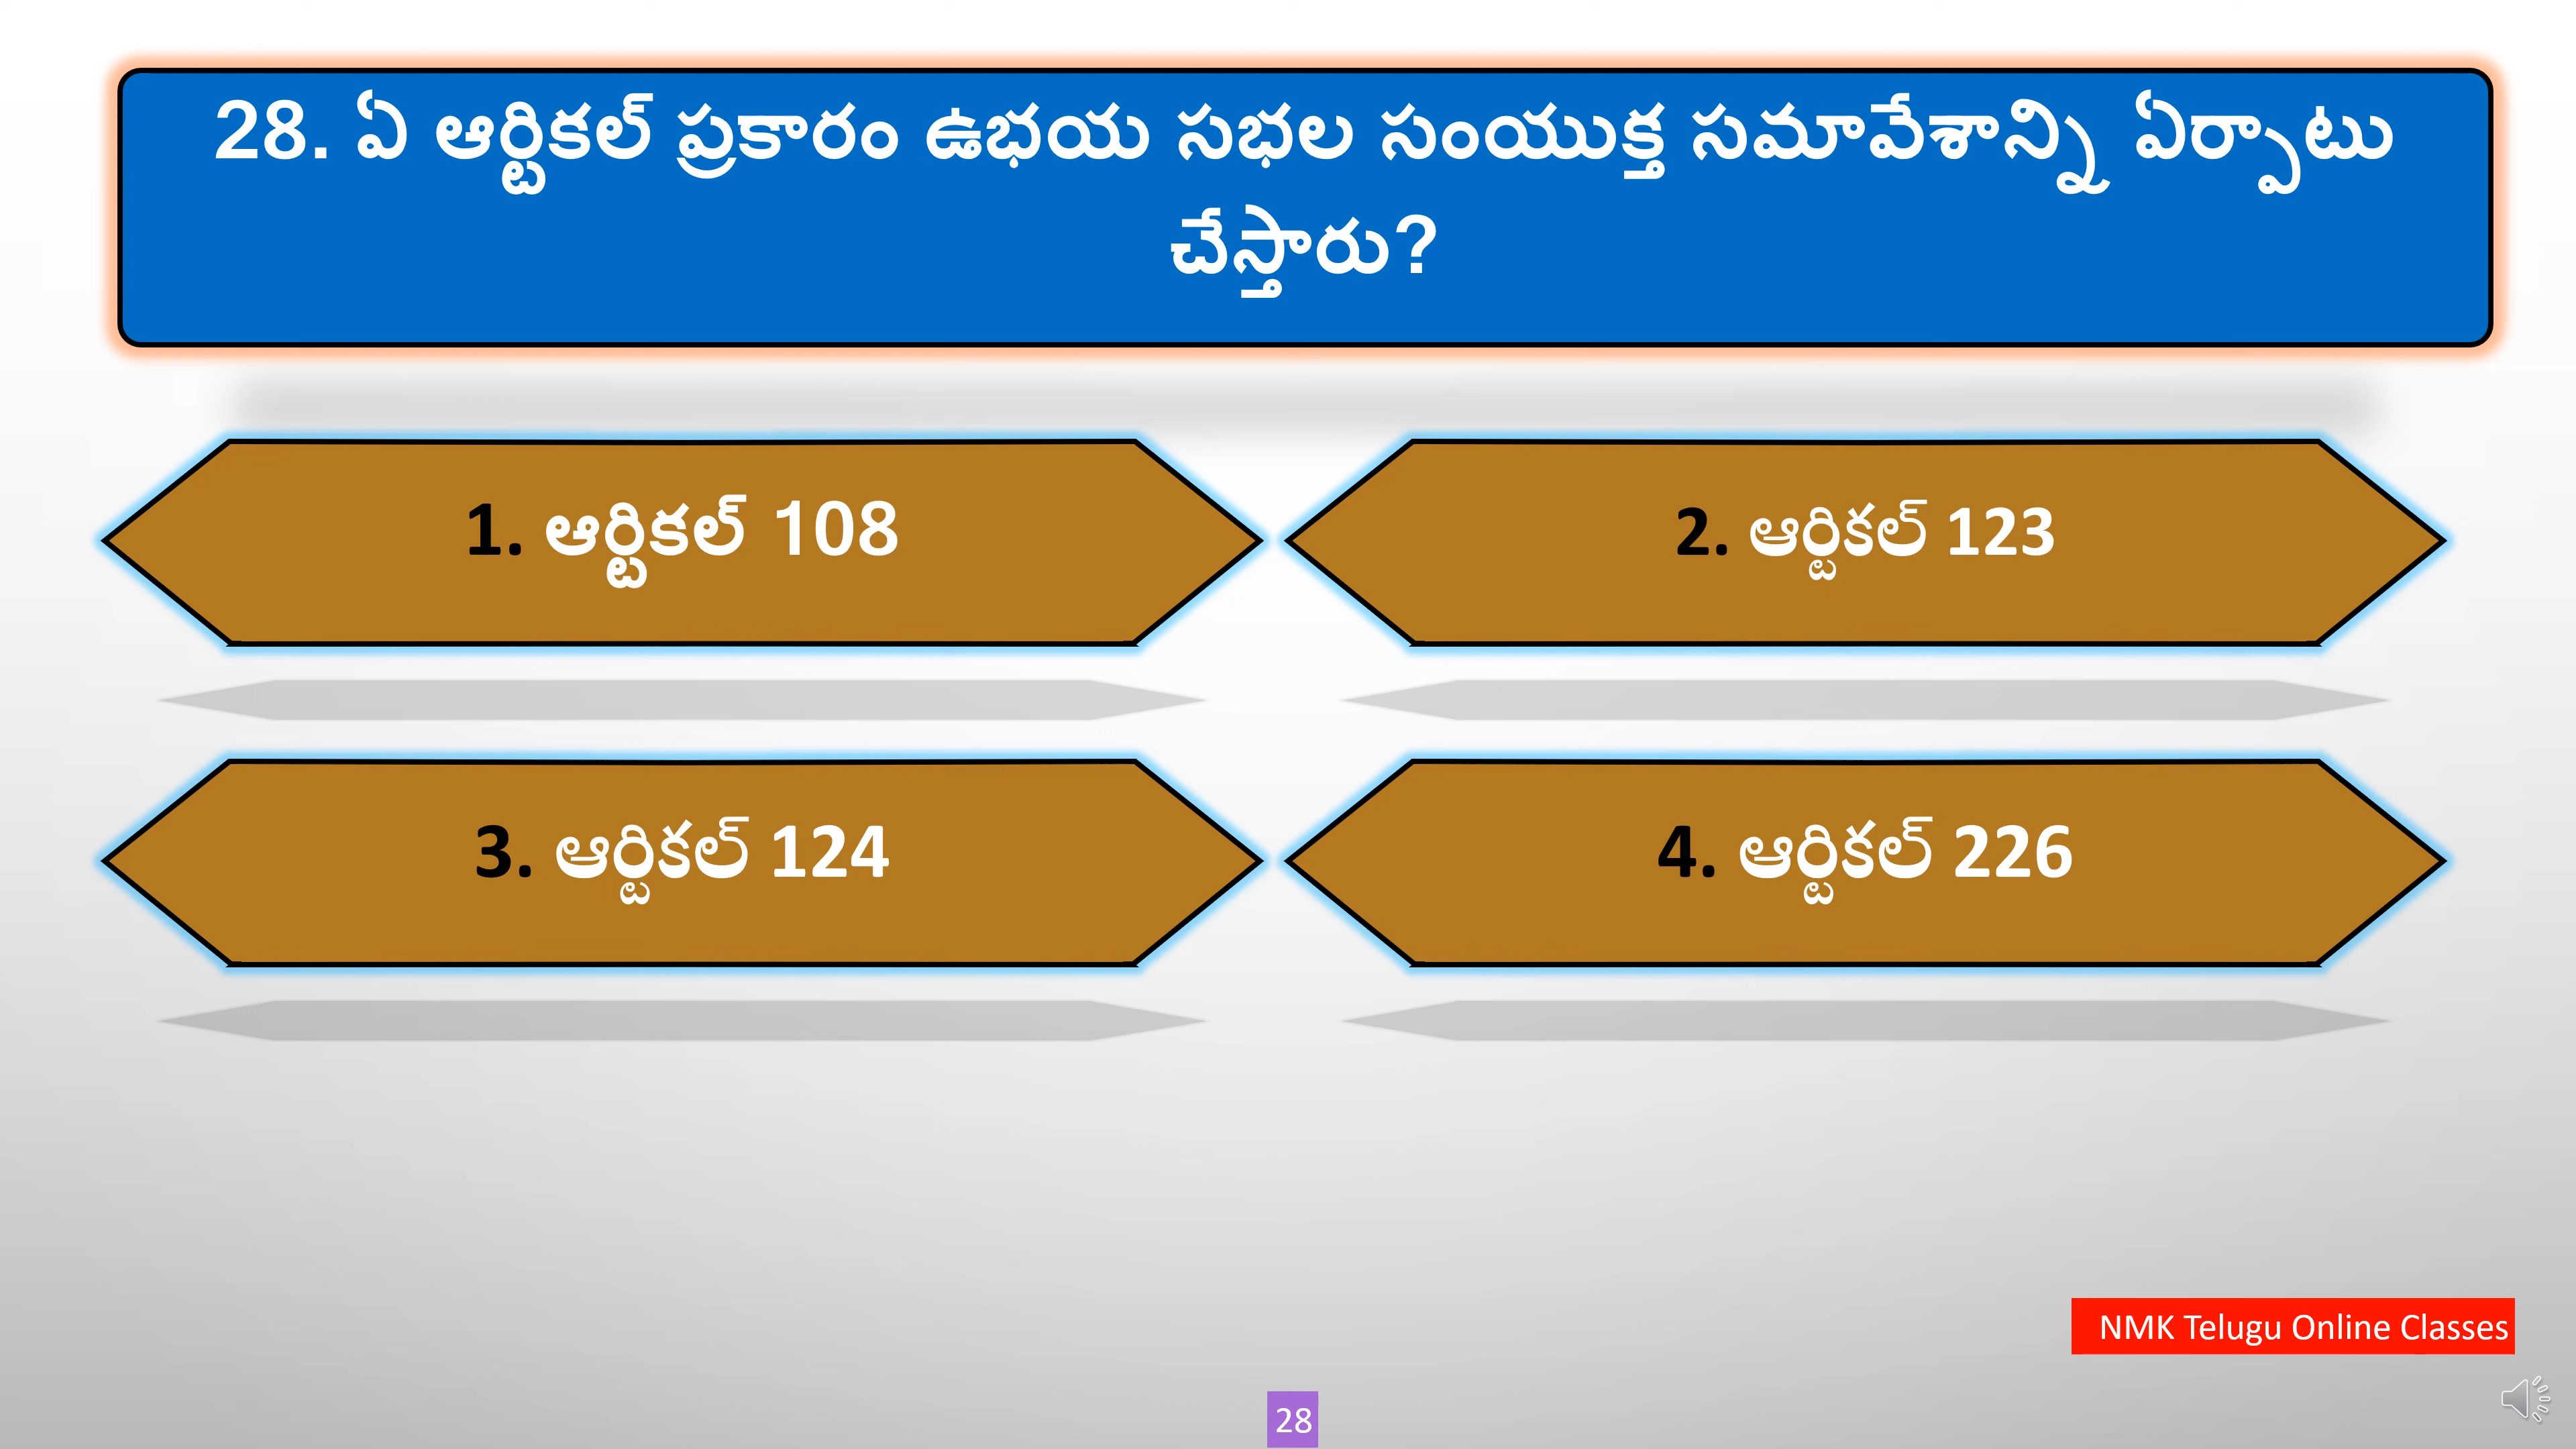 28. ఏ ఆర్టికల్ ప్రకారం ఉభయ సభల సంయుక్త సమావేశాన్ని ఏర్పాటు
చేస్తారు?
1. ఆర్టికల్ 108
2. ఆర్టికల్ 123
3. ఆర్టికల్ 124
4. ఆర్టికల్ 226
NMK Telugu Online Classes
28